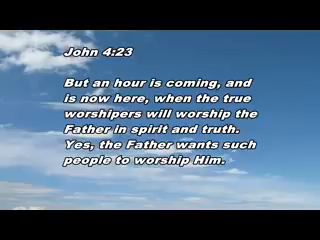 John 4:23
But an hour is coming, and
is now here, when the true
worshipers will worship the
Father in spirit and truth.
Yes, the Father wants such
people to worship Him.